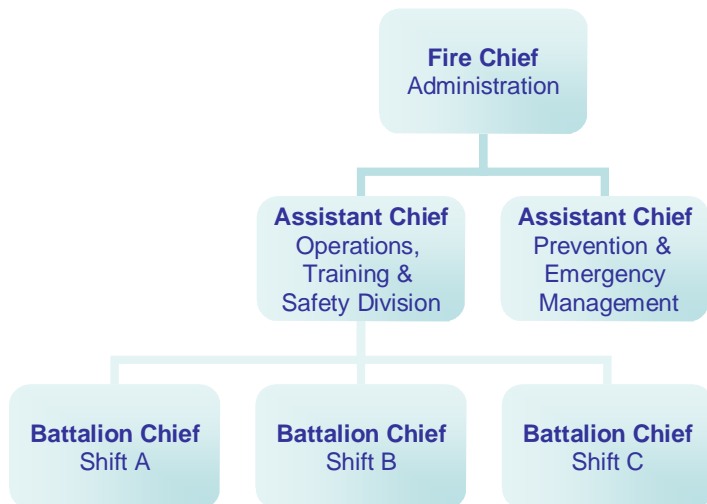 Fire Chief
Administration
Assistant Chief
Operations,
Training &
Safety Division
Assistant Chief
Prevention &
Emergency
Management
Battalion Chief
Shift A
Battalion Chief
Shift B
Battalion Chief
Shift C